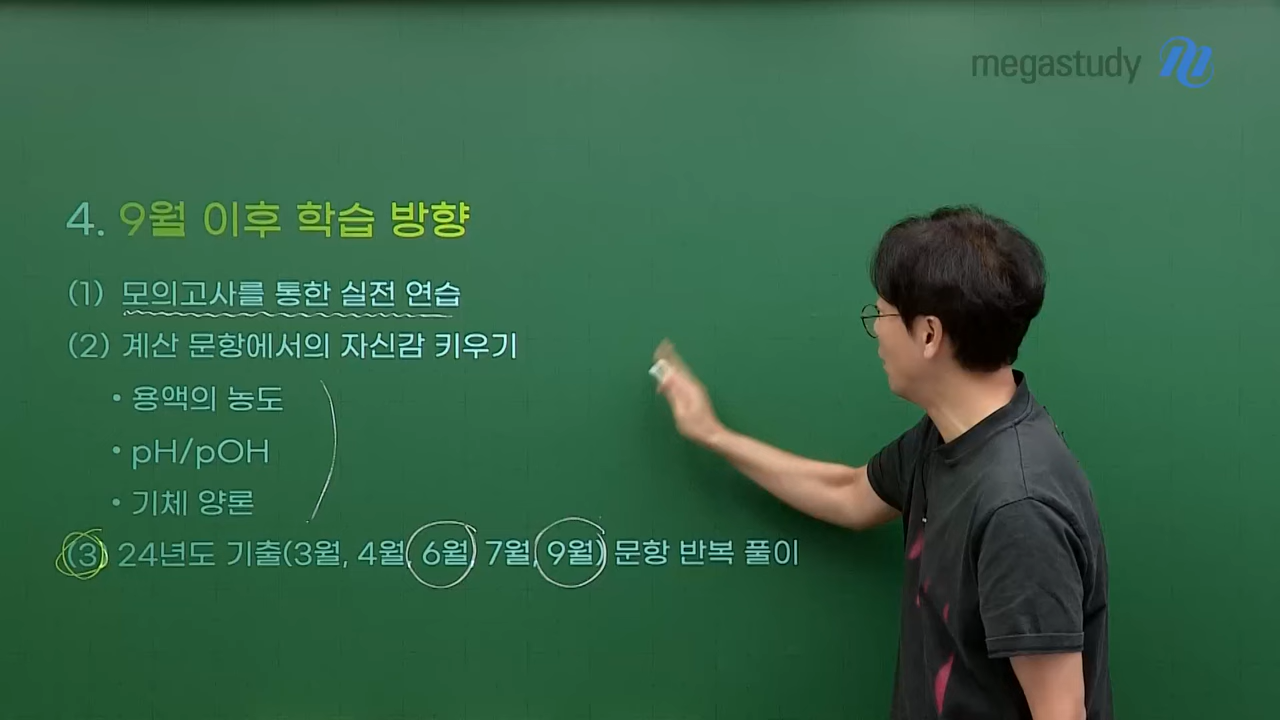 megastudy
4. 9월 이후 학습 방향
(1) 모의고사를 통한 실전 연습
(2) 계산 문항에서의 자신감 키우기
• 용액의 농도
• pH/pOH
• 기체 양론
(3) 24년도 기출(3월, 4월, 6월, 7월, 9월) 문항 반복 풀이